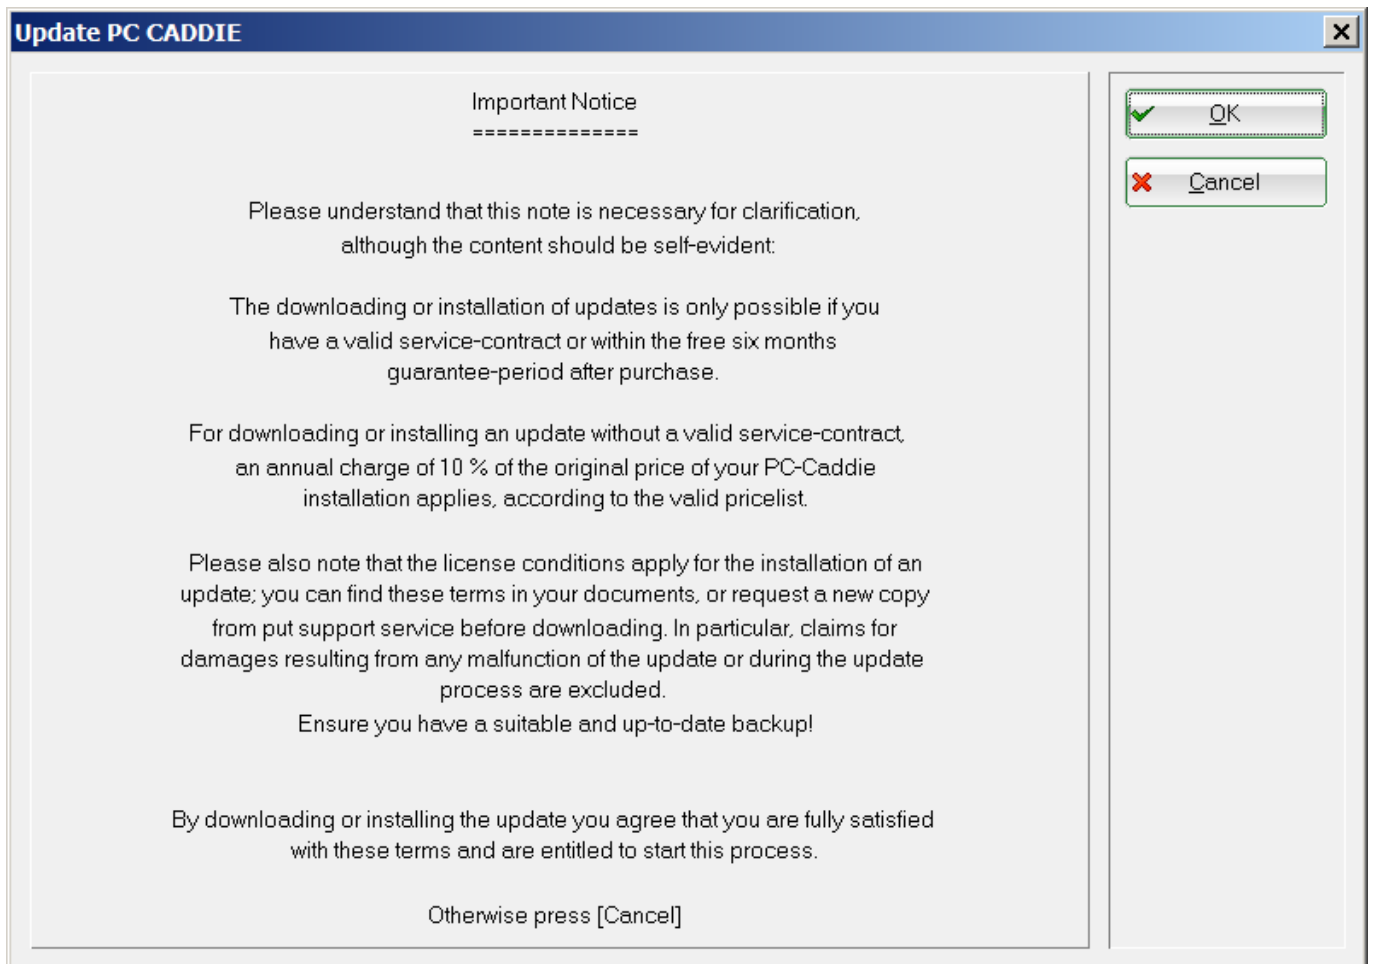 Update PC CADDIE
Important Notice
==============
Please understand that this note is necessary for clarification,
although the content should be self-evident:
The downloading or installation of updates is only possible if you
have a valid service-contract or within the free six months
guarantee-period after purchase.
For downloading or installing an update without a valid service-contract,
an annual charge of 10 % of the original price of your PC-Caddie
installation applies, according to the valid pricelist.
Please also note that the license conditions apply for the installation of an
update; you can find these terms in your documents, or request a new copy
from put support service before downloading. In particular, claims for
damages resulting from any malfunction of the update or during the update
process are excluded.
Ensure you have a suitable and up-to-date backup!
By downloading or installing the update you agree that you are fully satisfied
with these terms and are entitled to start this process.
Otherwise press [Cancel]
OK
Cancel